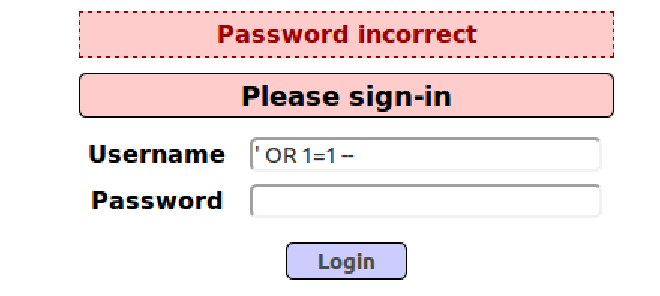 Password incorrect
Please sign-in
Username ' OR 1=1 --
Password
Login